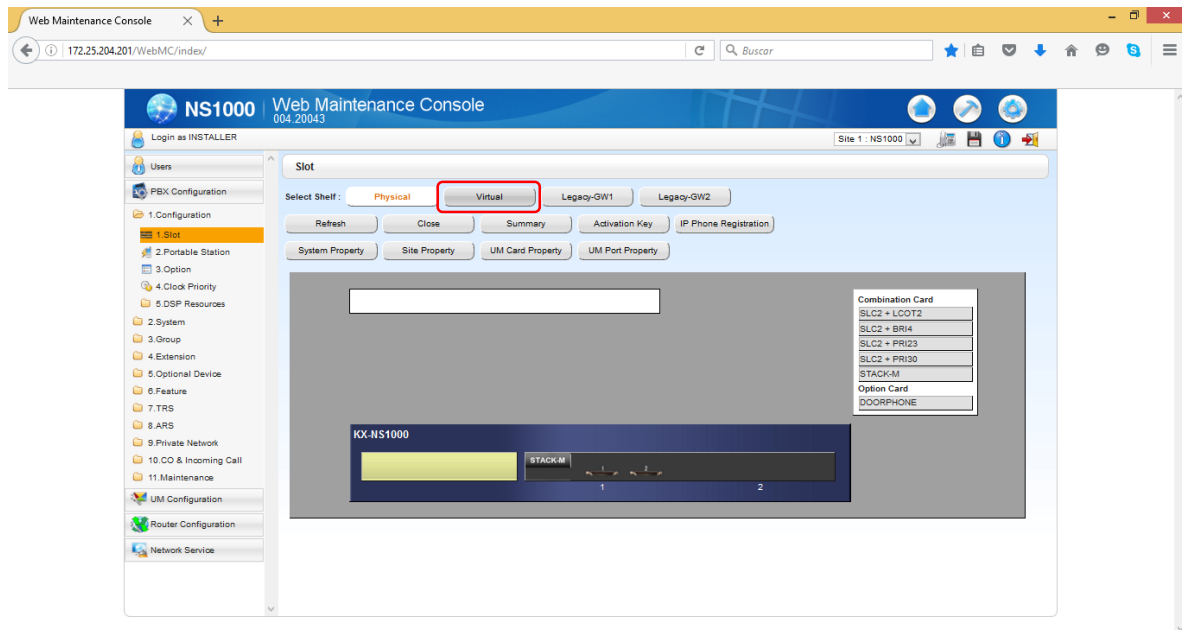 Web Maintenance Console
172.25.204.201/WebMC/index/
Buscar
NS1000 Web Maintenance Console
004.20043
Login as INSTALLER
Site 1 : NS1000
Users
PBX Configuration
1.Configuration
1.Slot
2.Portable Station
3.Option
4.Clock Priority
5.DSP Resources
2.System
3.Group
4.Extension
5.Optional Device
6.Feature
7.TRS
8.ARS
9.Private Network
10.CO & Incoming Call
11.Maintenance
UM Configuration
Router Configuration
Network Service
Slot
Select Shelf : Physical Virtual Legacy-GW1 Legacy-GW2
Refresh Close Summary Activation Key IP Phone Registration
System Property Site Property UM Card Property UM Port Property
Combination Card
SLC2 + LCOT2
SLC2 + BRI4
SLC2 + PRI23
SLC2 + PRI30
STACK-M
Option Card
DOORPHONE
KX-NS1000
STACK-M 1 2
1 2